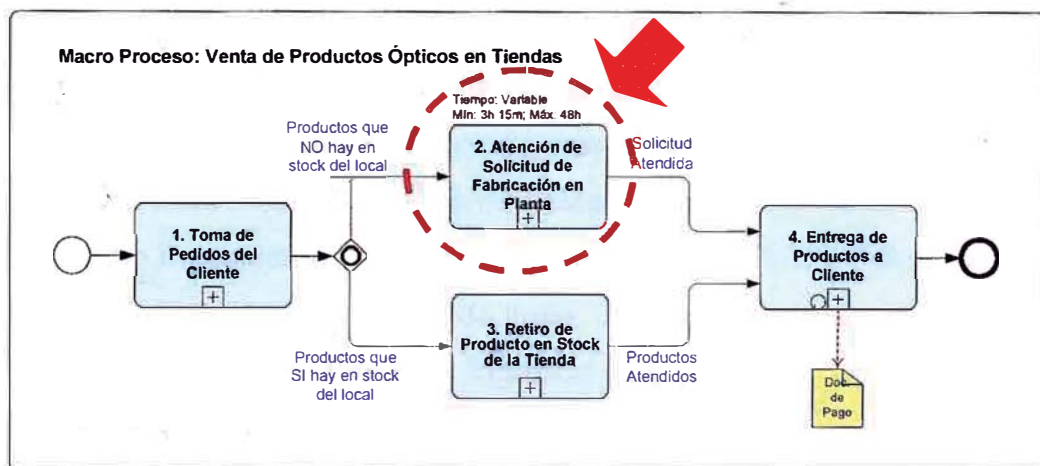 Macro Proceso: Venta de Productos Ópticos en Tiendas
Tiempo: Variable
Mín: 3h 15m; Máx: 48h
Productos que
NO hay en
stock del local
2. Atención de
Solicitud de
Fabricación en
Planta
Solicitud
Atendida
1. Toma de
Pedidos del
Cliente
4. Entrega de
Productos a
Cliente
3. Retiro de
Producto en Stock
de la Tienda
Productos que
SI hay en stock
del local
Productos
Atendidos
Doc.
de
Pago